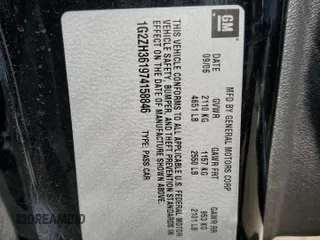 GM
MFD BY GENERAL MOTORS CORP
09/06
GVWR
2110 KG
4651 LB
GAWR FRT
1157 KG
2550 LB
GAWR RR
953 KG
2101 LB
THIS VEHICLE CONFORMS TO ALL APPLICABLE U.S. FEDERAL MOTOR
VEHICLE SAFETY, BUMPER, AND THEFT PREVENTION STANDARDS IN
EFFECT ON THE DATE OF MANUFACTURE SHOWN ABOVE.
1G2ZH361974158846
TYPE: PASS CAR
DREAMBID